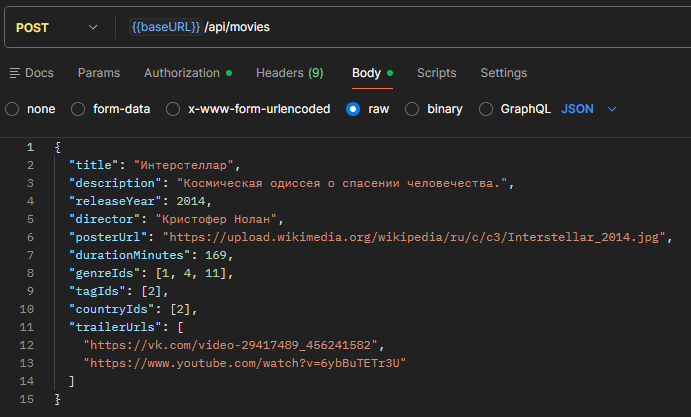 POST {{baseURL}}/api/movies
Docs Params Authorization Headers (9) Body Scripts Settings
none form-data x-www-form-urlencoded raw binary GraphQL JSON
1 {
2 "title": "Интерстеллар",
3 "description": "Космическая одиссея о спасении человечества.",
4 "releaseYear": 2014,
5 "director": "Кристофер Нолан",
6 "posterUrl": "https://upload.wikimedia.org/wikipedia/ru/c/c3/Interstellar_2014.jpg",
7 "durationMinutes": 169,
8 "genreIds": [1, 4, 11],
9 "tagIds": [2],
10 "countryIds": [2],
11 "trailerUrls": [
12 "https://vk.com/video-29417489_456241582",
13 "https://www.youtube.com/watch?v=6ybBuTETr3U"
14 ]
15 }